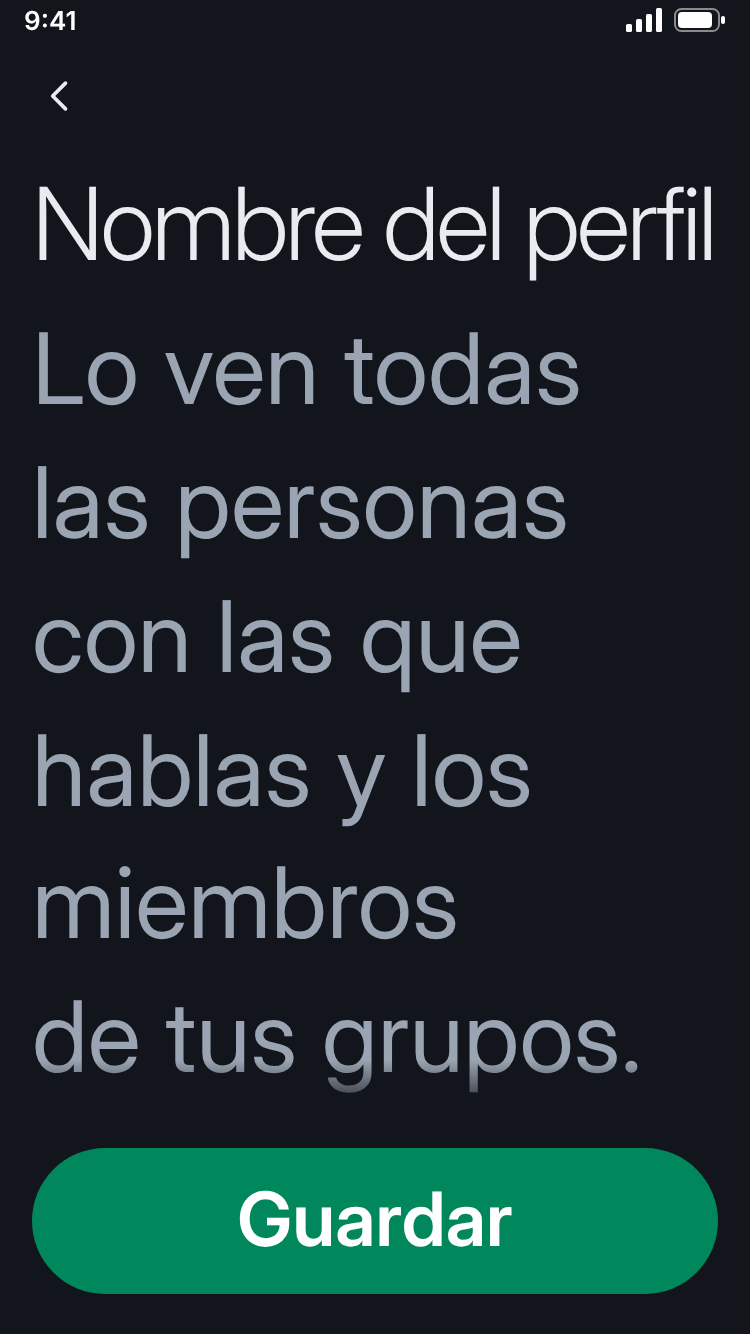 9:41
Nombre del perfil
Lo ven todas
las personas
con las que
hablas y los
miembros
de tus grupos.
Guardar